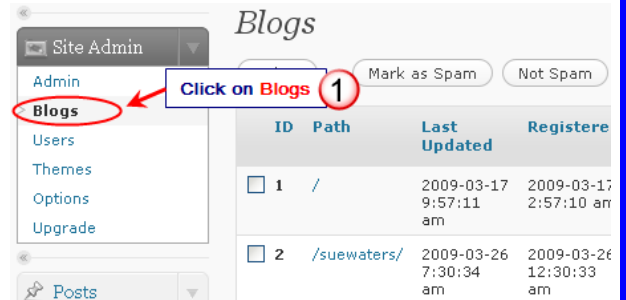 Blogs
Site Admin
Mark as Spam
Not Spam
Admin
Click on Blogs 1
Blogs
Users
Themes
Options
Upgrade
Posts
ID Path Last Updated Registere
1 / 2009-03-17 2009-03-17
9:57:11 2:57:10 am
am
2 /suewaters/ 2009-03-26 2009-03-26
7:30:34 12:30:33
am am